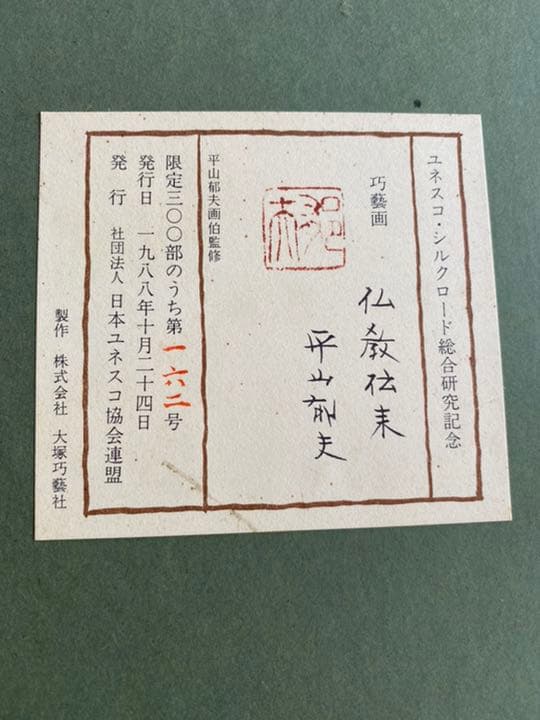 ユネスコ・シルクロード総合研究記念
巧藝画
仏教伝来
平山郁夫
平山郁夫画伯監修
限定三〇〇部のうち第一六二号
発行日 一九八八年十月二十四日
発行 社団法人 日本ユネスコ協会連盟
製作 株式会社 大塚巧藝社